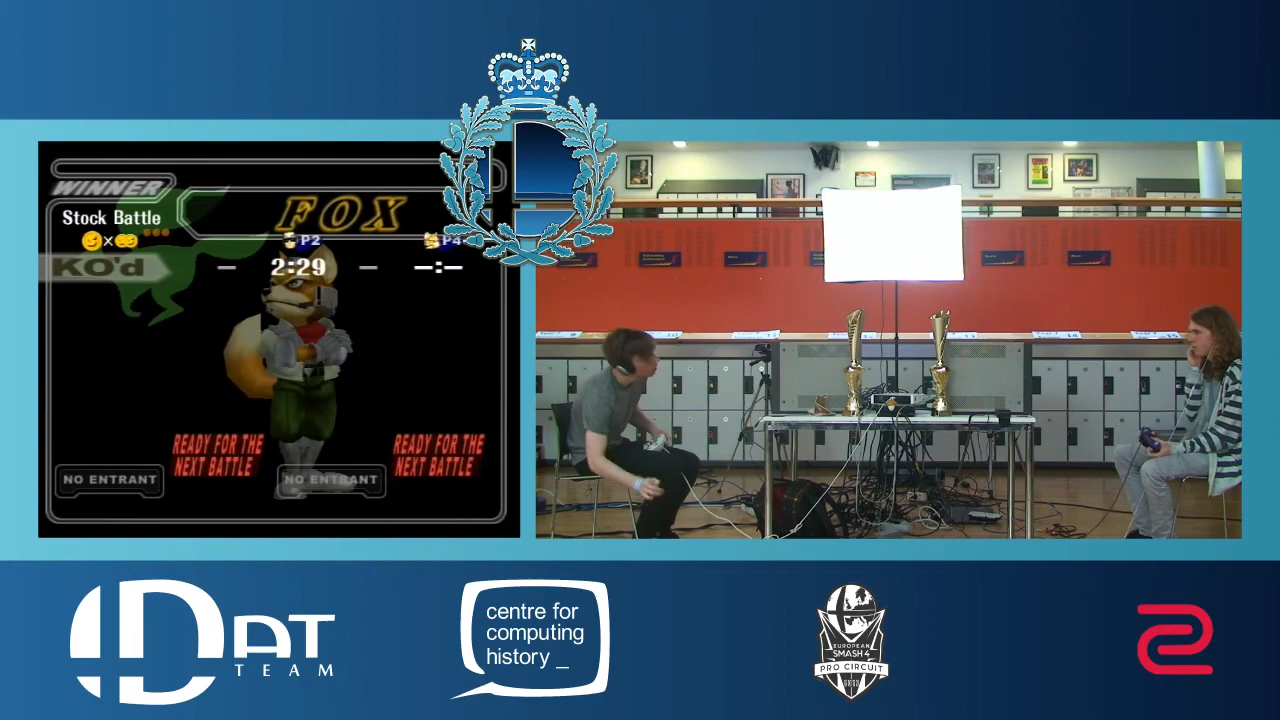 WINNER
Stock Battle
FOX
P2
P4
KO'd
2:29
-:-
READY FOR THE
NEXT BATTLE
READY FOR THE
NEXT BATTLE
NO ENTRANT
NO ENTRANT
DAT
TEAM
centre for
computing
history _
EUROPEAN
SMASH 4
PRO CIRCUIT